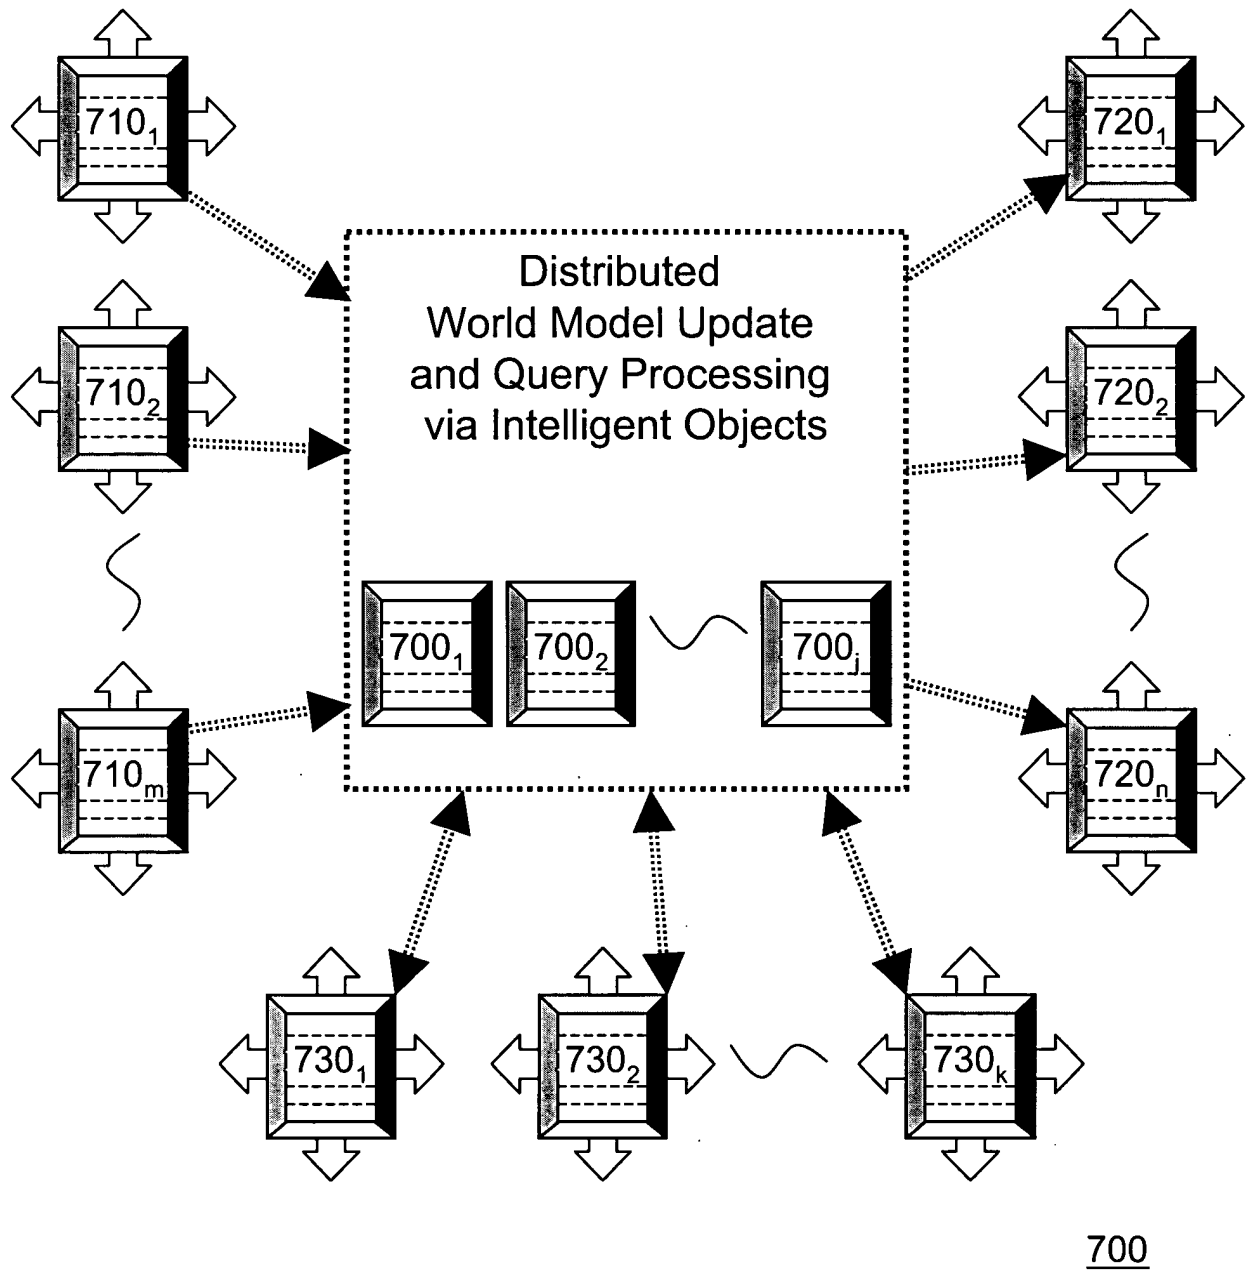 710₁
720₁
Distributed
World Model Update
and Query Processing
via Intelligent Objects
710₂
720₂
700₁ 700₂ 700ⱼ
710ₘ
720ₙ
730₁ 730₂ 730ₖ
700